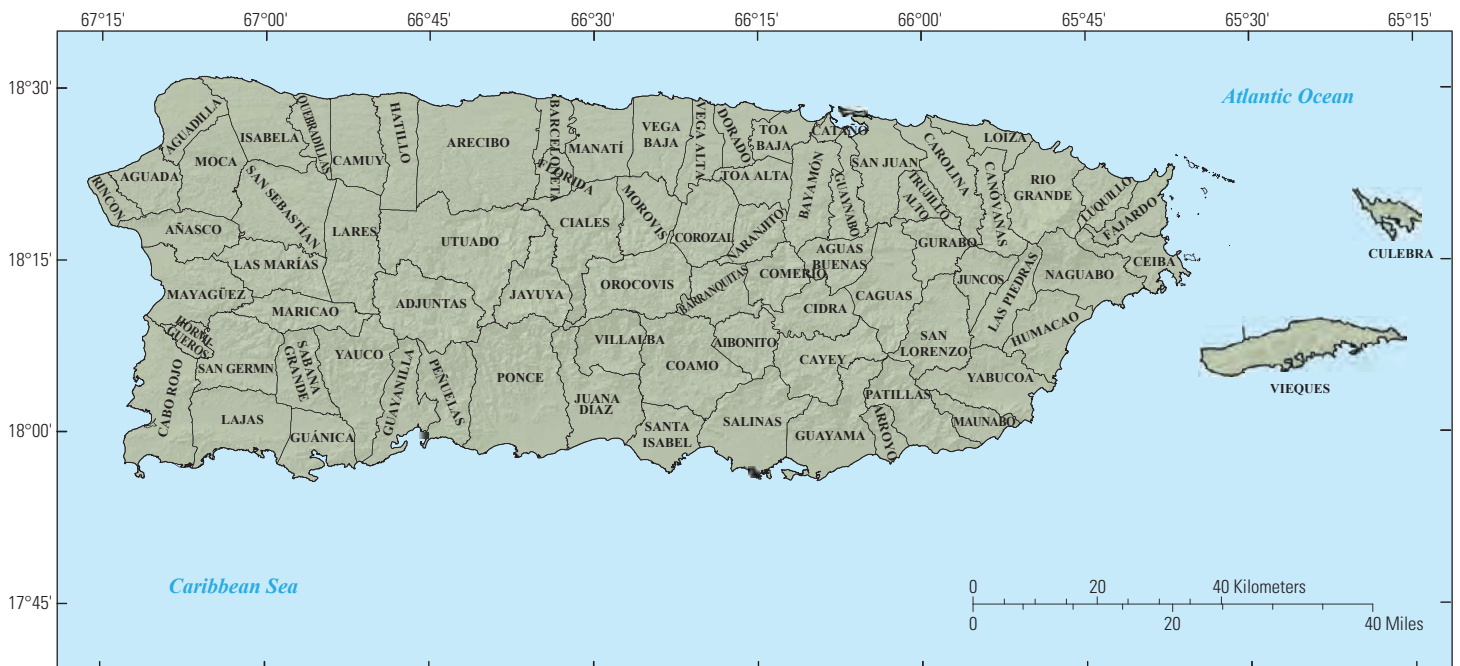 67°15' 67°00' 66°45' 66°30' 66°15' 66°00' 65°45' 65°30' 65°15'
18°30'
18°15'
18°00'
17°45'
Atlantic Ocean
Caribbean Sea
AGUADILLA
ISABELA
QUEBRADILLAS
CAMUY
HATILLO
ARECIBO
BARCELONETA
MANATÍ
VEGA
BAJA
VEGA ALTA
DORADO
TOA
BAJA
CATAÑO
LOIZA
MOCA
AGUADA
RINCON
SAN SEBASTIÁN
FLORIDA
TOA ALTA
BAYAMÓN
GUAYNABO
SAN JUAN
TRUJILLO
ALTO
CAROLINA
CANÓVANAS
RIO
GRANDE
LUQUILLO
FAJARDO
CEIBA
CULEBRA
AÑASCO
LARES
UTUADO
CIALES
MOROVIS
COROZAL
NARANJITO
AGUAS
BUENAS
GURABO
LAS MARÍAS
MAYAGÜEZ
MARICAO
ADJUNTAS
JAYUYA
OROCOVIS
BARRANQUITAS
COMERÍO
CIDRA
CAGUAS
JUNCOS
LAS PIEDRAS
NAGUABO
HUMACAO
HORMI-
GUEROS
CABO ROJO
SAN GERMN
SABANA
GRANDE
YAUCO
GUAYANILLA
PEÑUELAS
PONCE
VILLALBA
JUANA
DÍAZ
COAMO
AIBONITO
CAYEY
SAN
LORENZO
YABUCOA
VIEQUES
LAJAS
GUÁNICA
SANTA
ISABEL
SALINAS
GUAYAMA
ARROYO
PATILLAS
MAUNABO
0 20 40 Kilometers
0 20 40 Miles